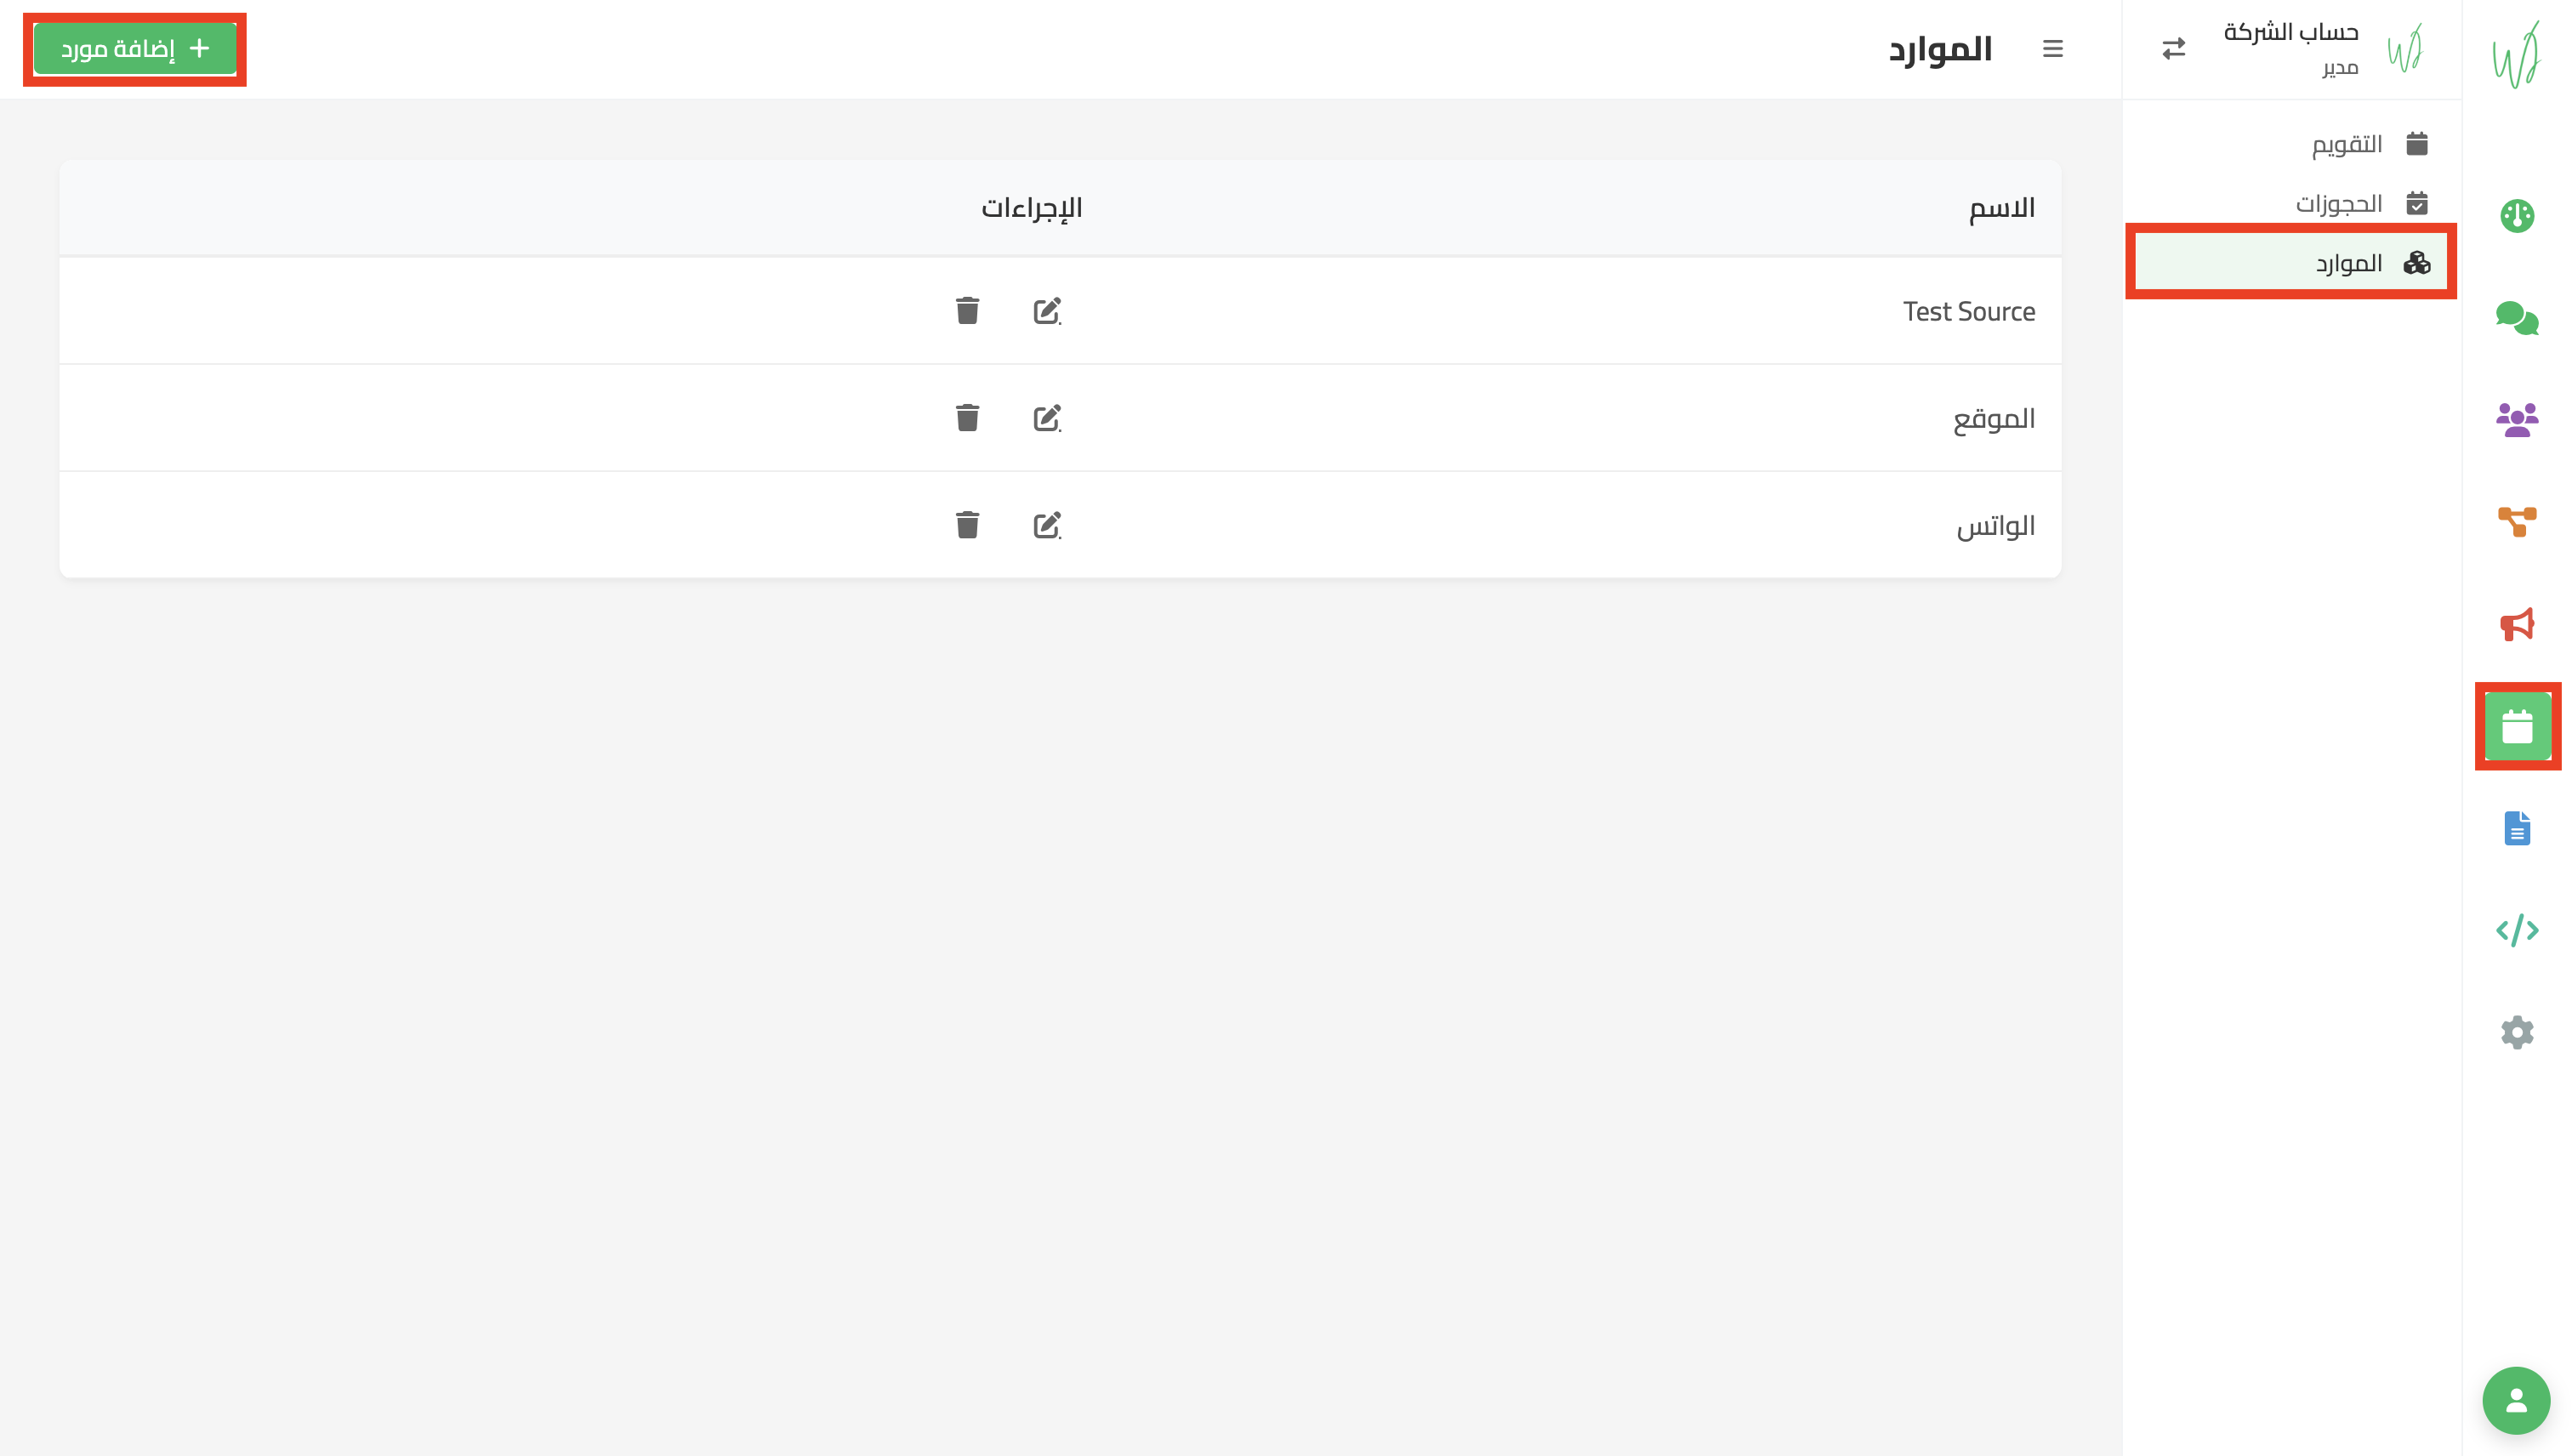 حساب الشركة
مدير
التقويم
الحجوزات
الموارد
الموارد
إضافة مورد
الاسم
الإجراءات
Test Source
الموقع
الواتس